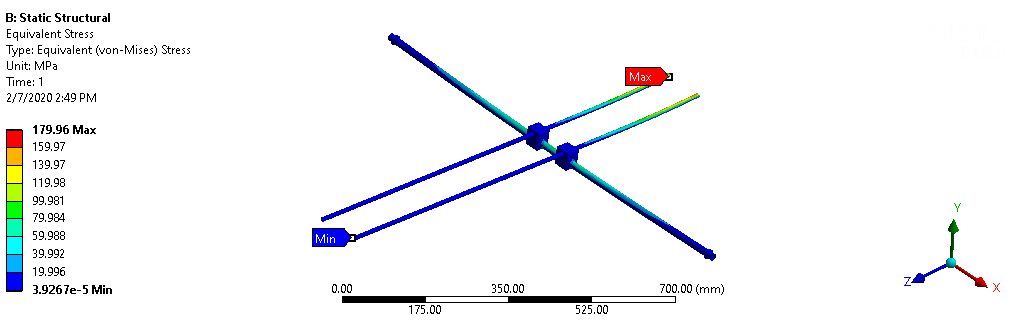 B: Static Structural
Equivalent Stress
Type: Equivalent (von-Mises) Stress
Unit: MPa
Time: 1
2/7/2020 2:49 PM
179.96 Max
159.97
139.97
119.98
99.981
79.984
59.988
39.992
19.996
3.9267e-5 Min
Max
Min
0.00 350.00 700.00 (mm)
175.00 525.00
Y
Z X